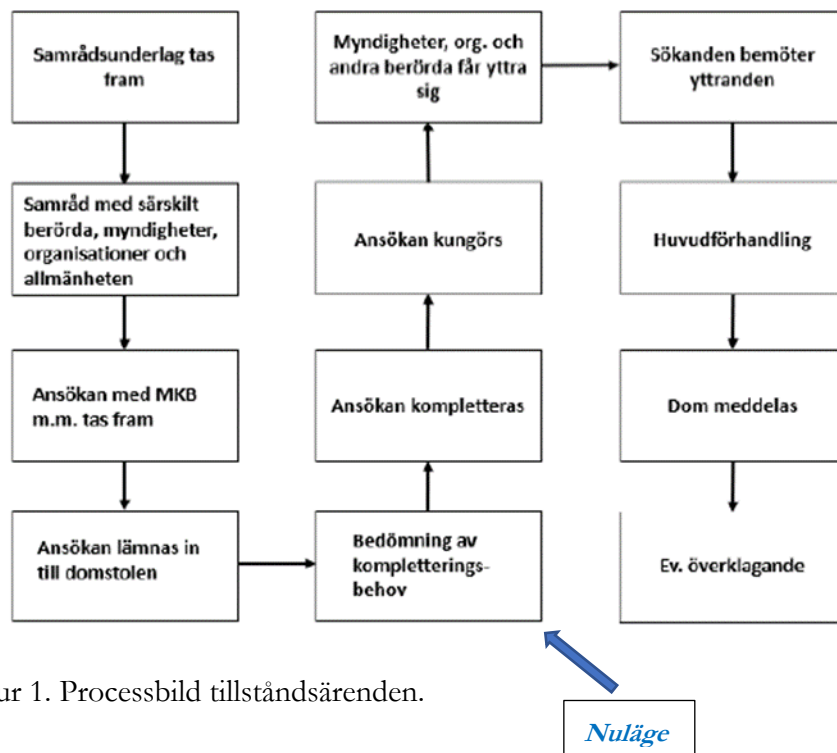 Samrådsunderlag tas
fram
Samråd med särskilt
berörda, myndigheter,
organisationer och
allmänheten
Ansökan med MKB
m.m. tas fram
Ansökan lämnas in
till domstolen
Bedömning av
kompletterings-
behov
Ansökan kompletteras
Ansökan kungörs
Myndigheter, org. och
andra berörda får yttra
sig
Sökanden bemöter
yttranden
Huvudförhandling
Dom meddelas
Ev. överklagande
ur 1. Processbild tillståndsärenden.
Nuläge